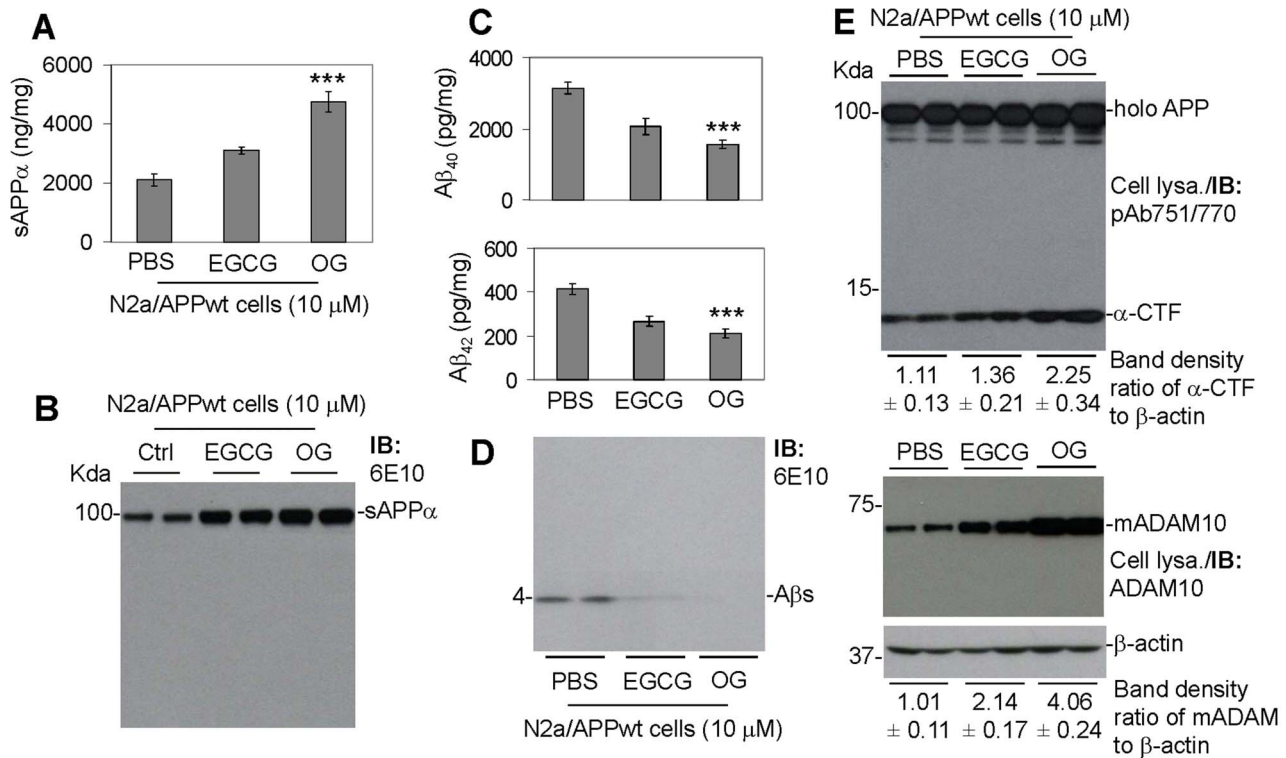 A
sAPPα (ng/mg)
6000
4000
2000
0
***
PBS EGCG OG
N2a/APPwt cells (10 μM)
B
N2a/APPwt cells (10 μM)
Ctrl EGCG OG
IB:
6E10
Kda
100-
-sAPPα
C
Aβ40 (pg/mg)
4000
2000
0
***
Aβ42 (pg/mg)
600
400
200
0
***
PBS EGCG OG
D
IB:
6E10
4-
-Aβs
PBS EGCG OG
N2a/APPwt cells (10 μM)
E
N2a/APPwt cells (10 μM)
PBS EGCG OG
Kda
100-
-holo APP
Cell lysa./IB:
pAb751/770
15-
-α-CTF
1.11 1.36 2.25
± 0.13 ± 0.21 ± 0.34
Band density
ratio of α-CTF
to β-actin
PBS EGCG OG
75-
-mADAM10
Cell lysa./IB:
ADAM10
-β-actin
37-
1.01 2.14 4.06
± 0.11 ± 0.17 ± 0.24
Band density
ratio of mADAM
to β-actin